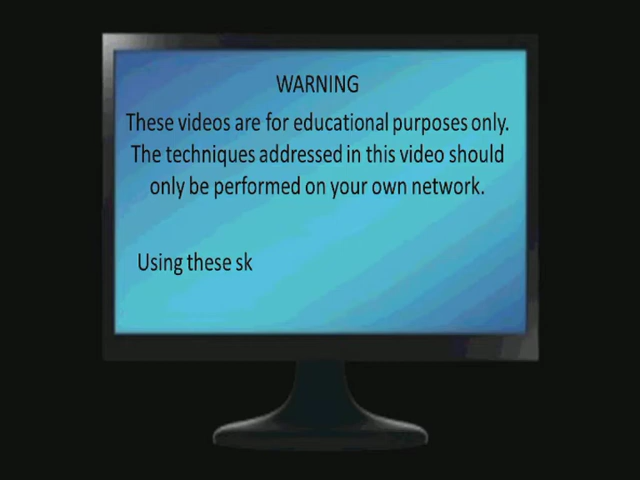 WARNING
These videos are for educational purposes only.
The techniques addressed in this video should
only be performed on your own network.
Using these sk